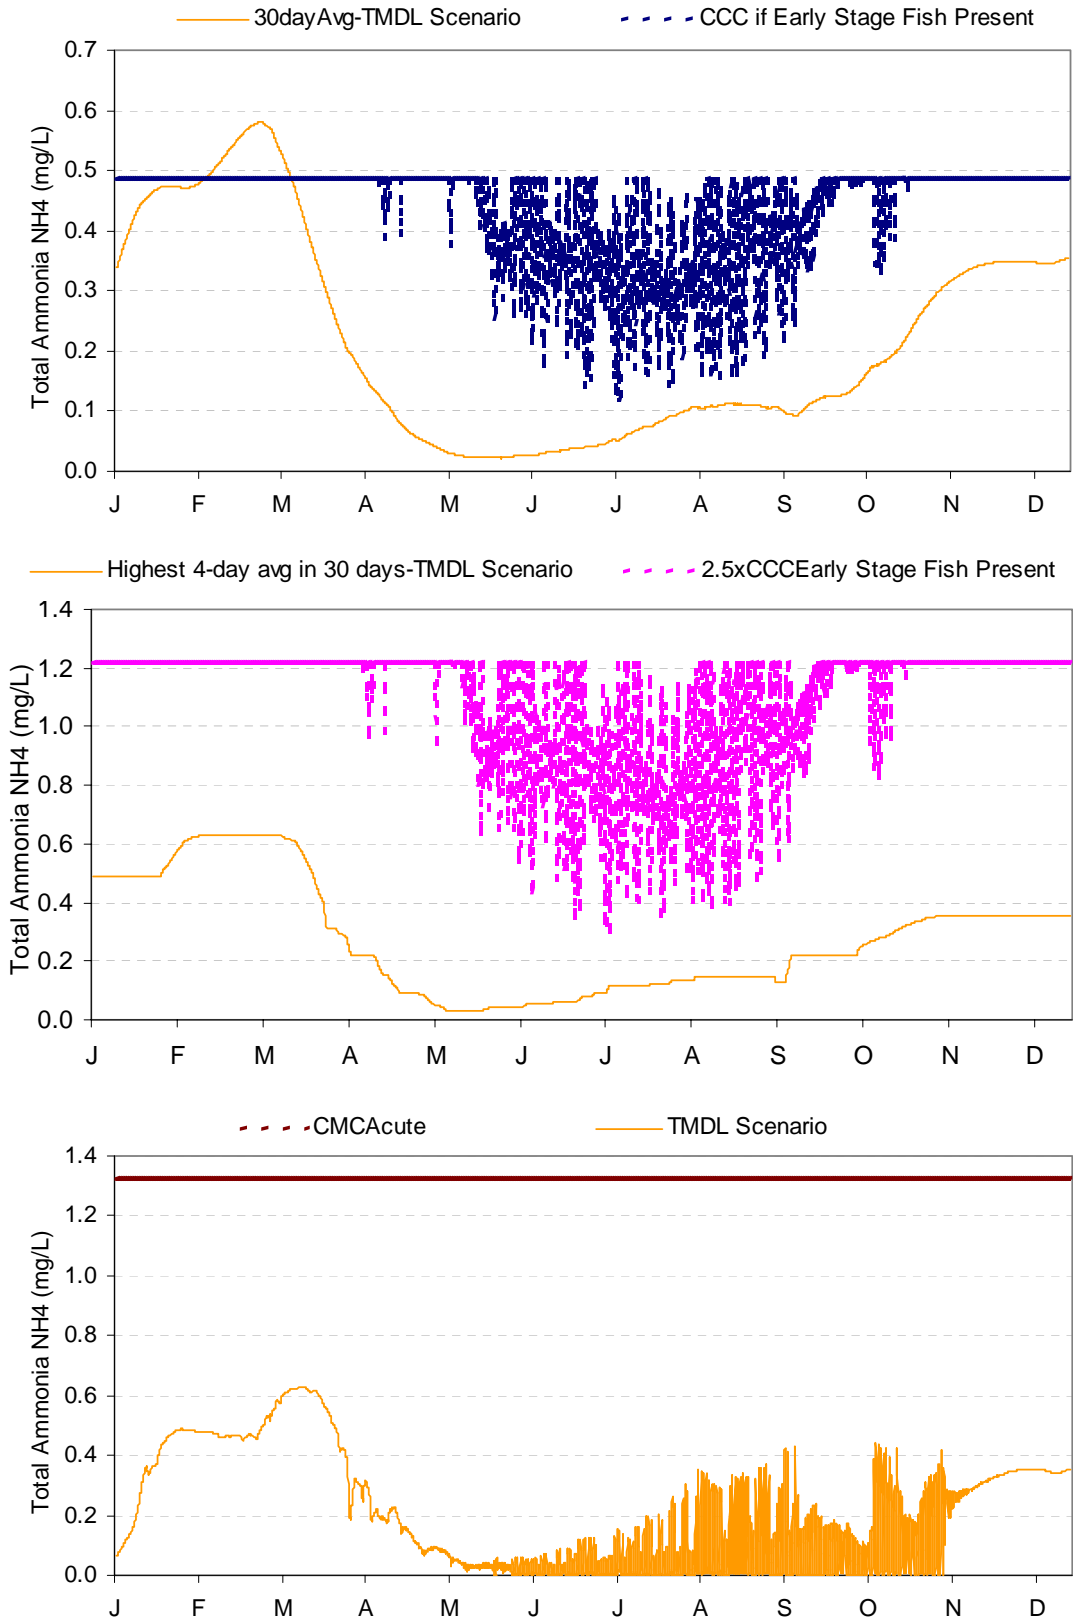 30dayAvg-TMDL Scenario CCC if Early Stage Fish Present
Total Ammonia NH4 (mg/L)
0.7
0.6
0.5
0.4
0.3
0.2
0.1
0.0
J F M A M J J A S O N D
Highest 4-day avg in 30 days-TMDL Scenario 2.5xCCCEarly Stage Fish Present
Total Ammonia NH4 (mg/L)
1.4
1.2
1.0
0.8
0.6
0.4
0.2
0.0
J F M A M J J A S O N D
CMCAcute TMDL Scenario
Total Ammonia NH4 (mg/L)
1.4
1.2
1.0
0.8
0.6
0.4
0.2
0.0
J F M A M J J A S O N D